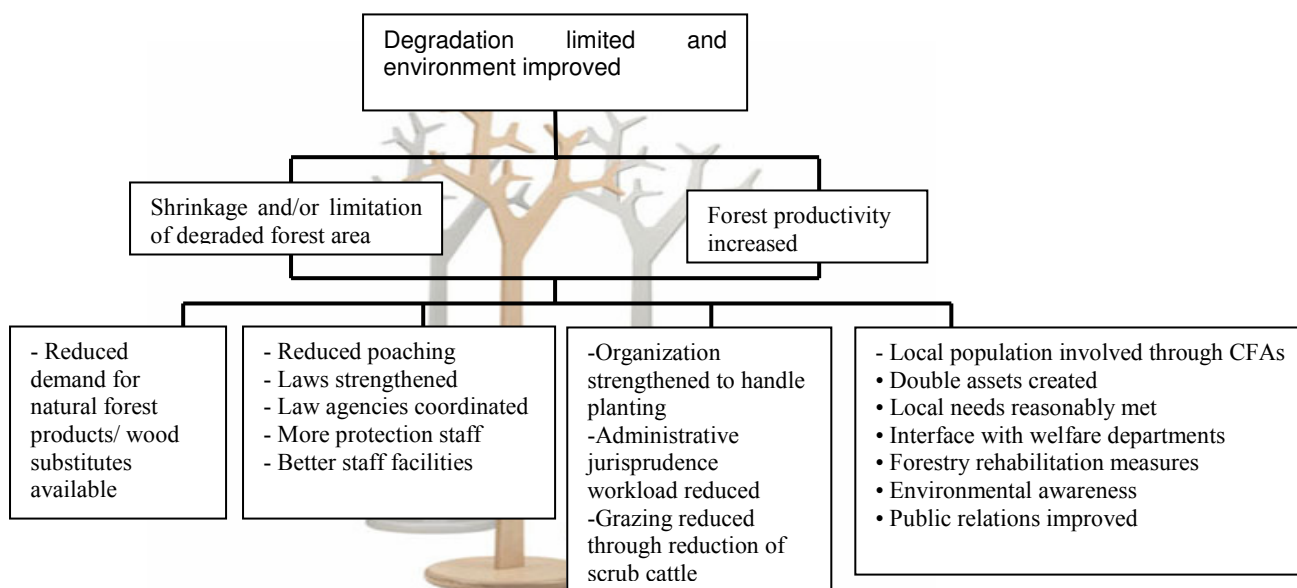 Degradation limited and
environment improved
Shrinkage and/or limitation
of degraded forest area
Forest productivity
increased
- Reduced
demand for
natural forest
products/ wood
substitutes
available
- Reduced poaching
- Laws strengthened
- Law agencies coordinated
- More protection staff
- Better staff facilities
-Organization
strengthened to handle
planting
-Administrative
jurisprudence
workload reduced
-Grazing reduced
through reduction of
scrub cattle
- Local population involved through CFAs
• Double assets created
• Local needs reasonably met
• Interface with welfare departments
• Forestry rehabilitation measures
• Environmental awareness
• Public relations improved